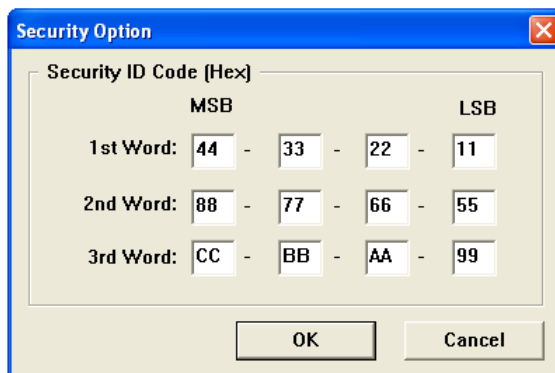 Security Option
Security ID Code (Hex)
MSB LSB
1st Word: 44 - 33 - 22 - 11
2nd Word: 88 - 77 - 66 - 55
3rd Word: CC - BB - AA - 99
OK Cancel